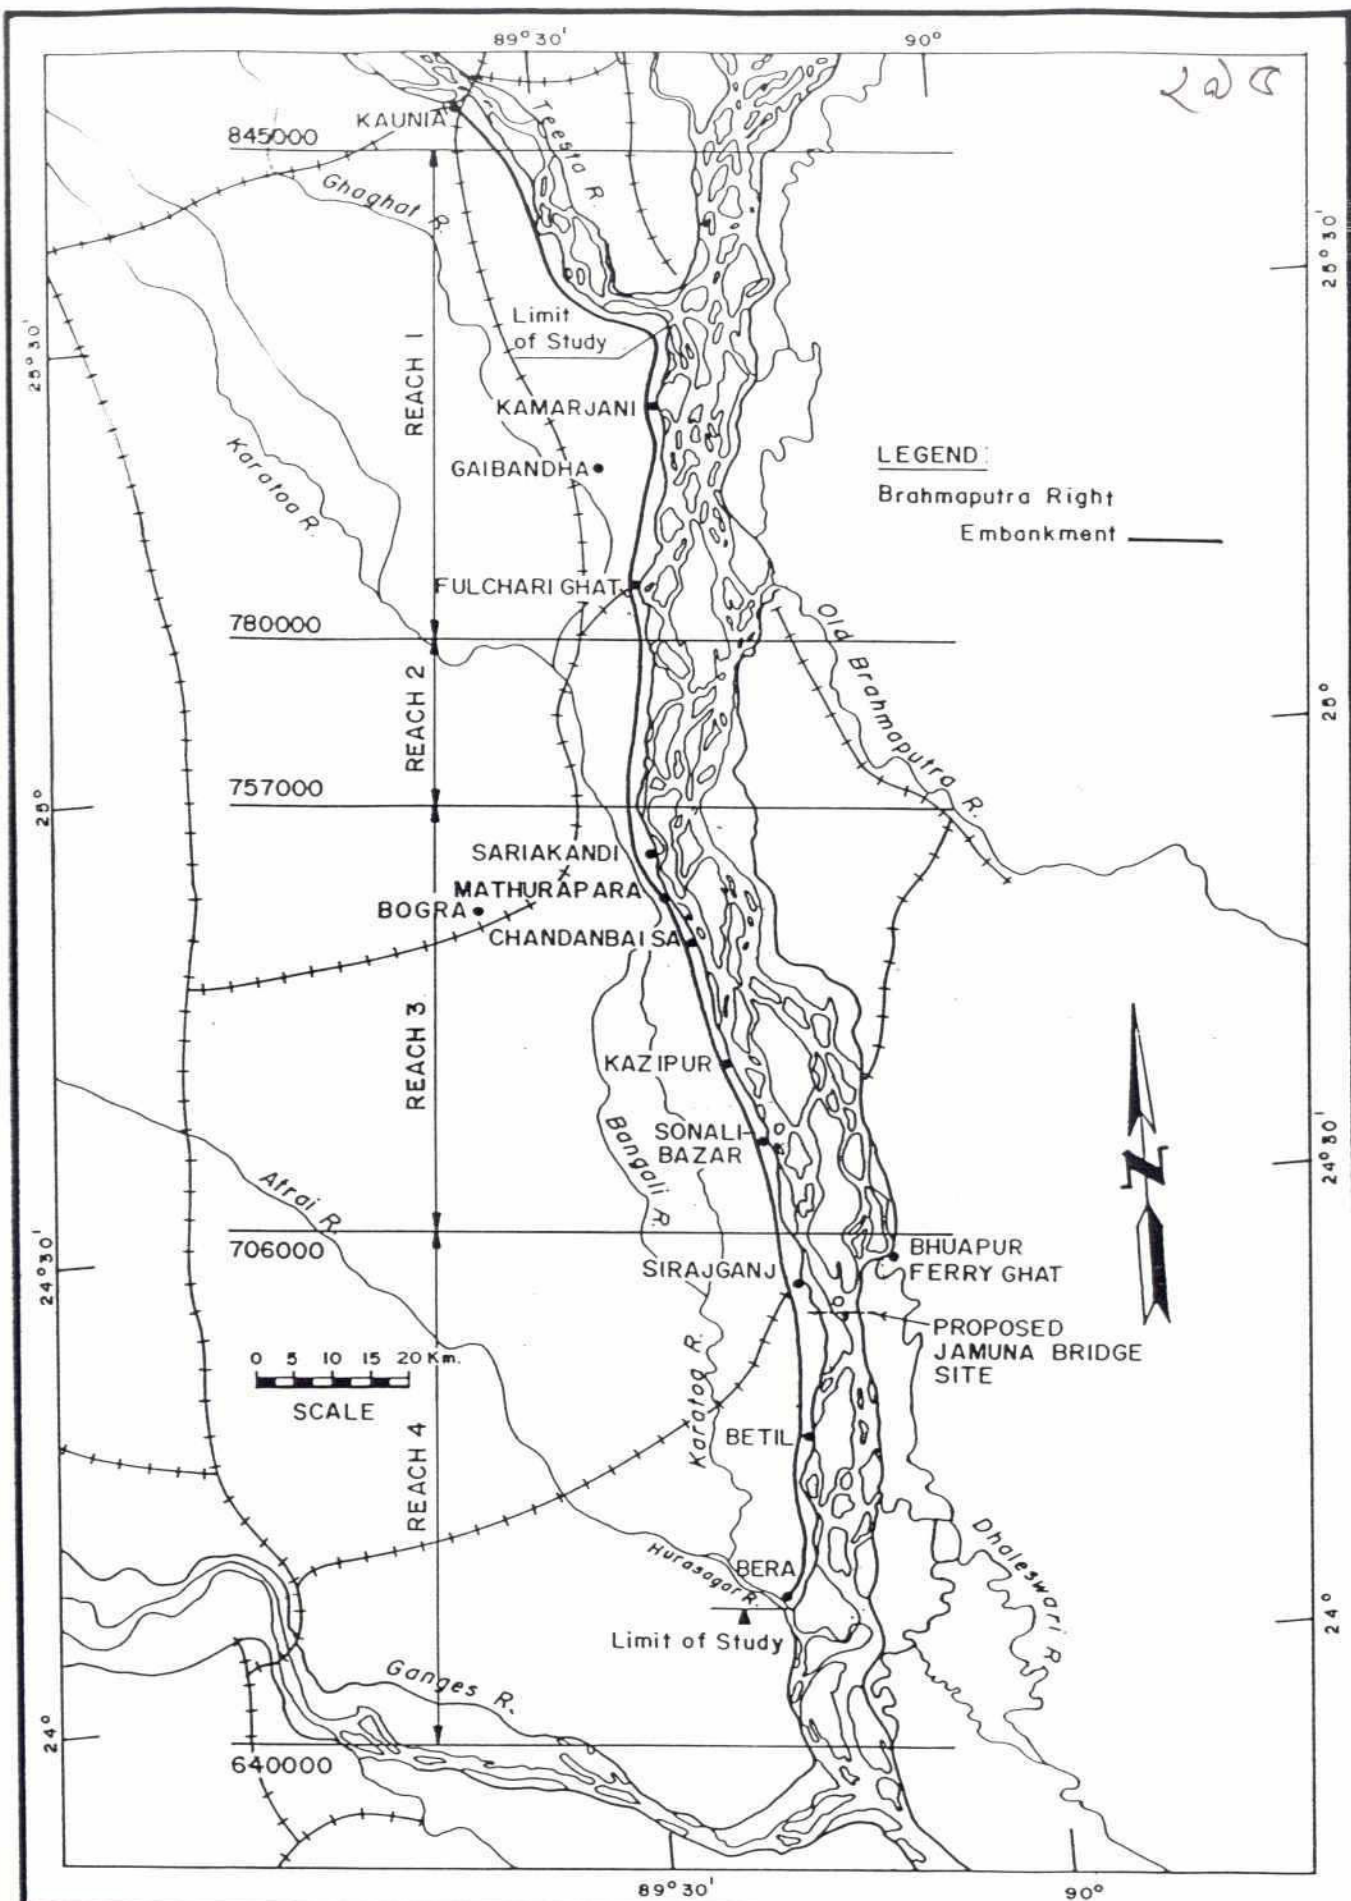 89°30'
90°
২৯৫
KAUNIA
845000
Teesta R
Ghaghat R.
25°30'
25°30'
Limit
of Study
REACH 1
KAMARJANI
GAIBANDHA
Karatoa R.
LEGEND:
Brahmaputra Right
Embankment
FULCHARI GHAT
780000
Old Brahmaputra R.
REACH 2
25°
25°
757000
SARIAKANDI
MATHURAPARA
BOGRA
CHANDANBAISA
REACH 3
KAZIPUR
Bangali R.
SONALI-
BAZAR
24°30'
N
Atrai R.
706000
24°30'
SIRAJGANJ
BHUAPUR
FERRY GHAT
PROPOSED
JAMUNA BRIDGE
SITE
0 5 10 15 20 Km.
SCALE
Karatoa R.
REACH 4
BETIL
Dhaleswari R.
Hurasagar R.
BERA
24°
Limit of Study
Ganges R.
24°
640000
89°30'
90°